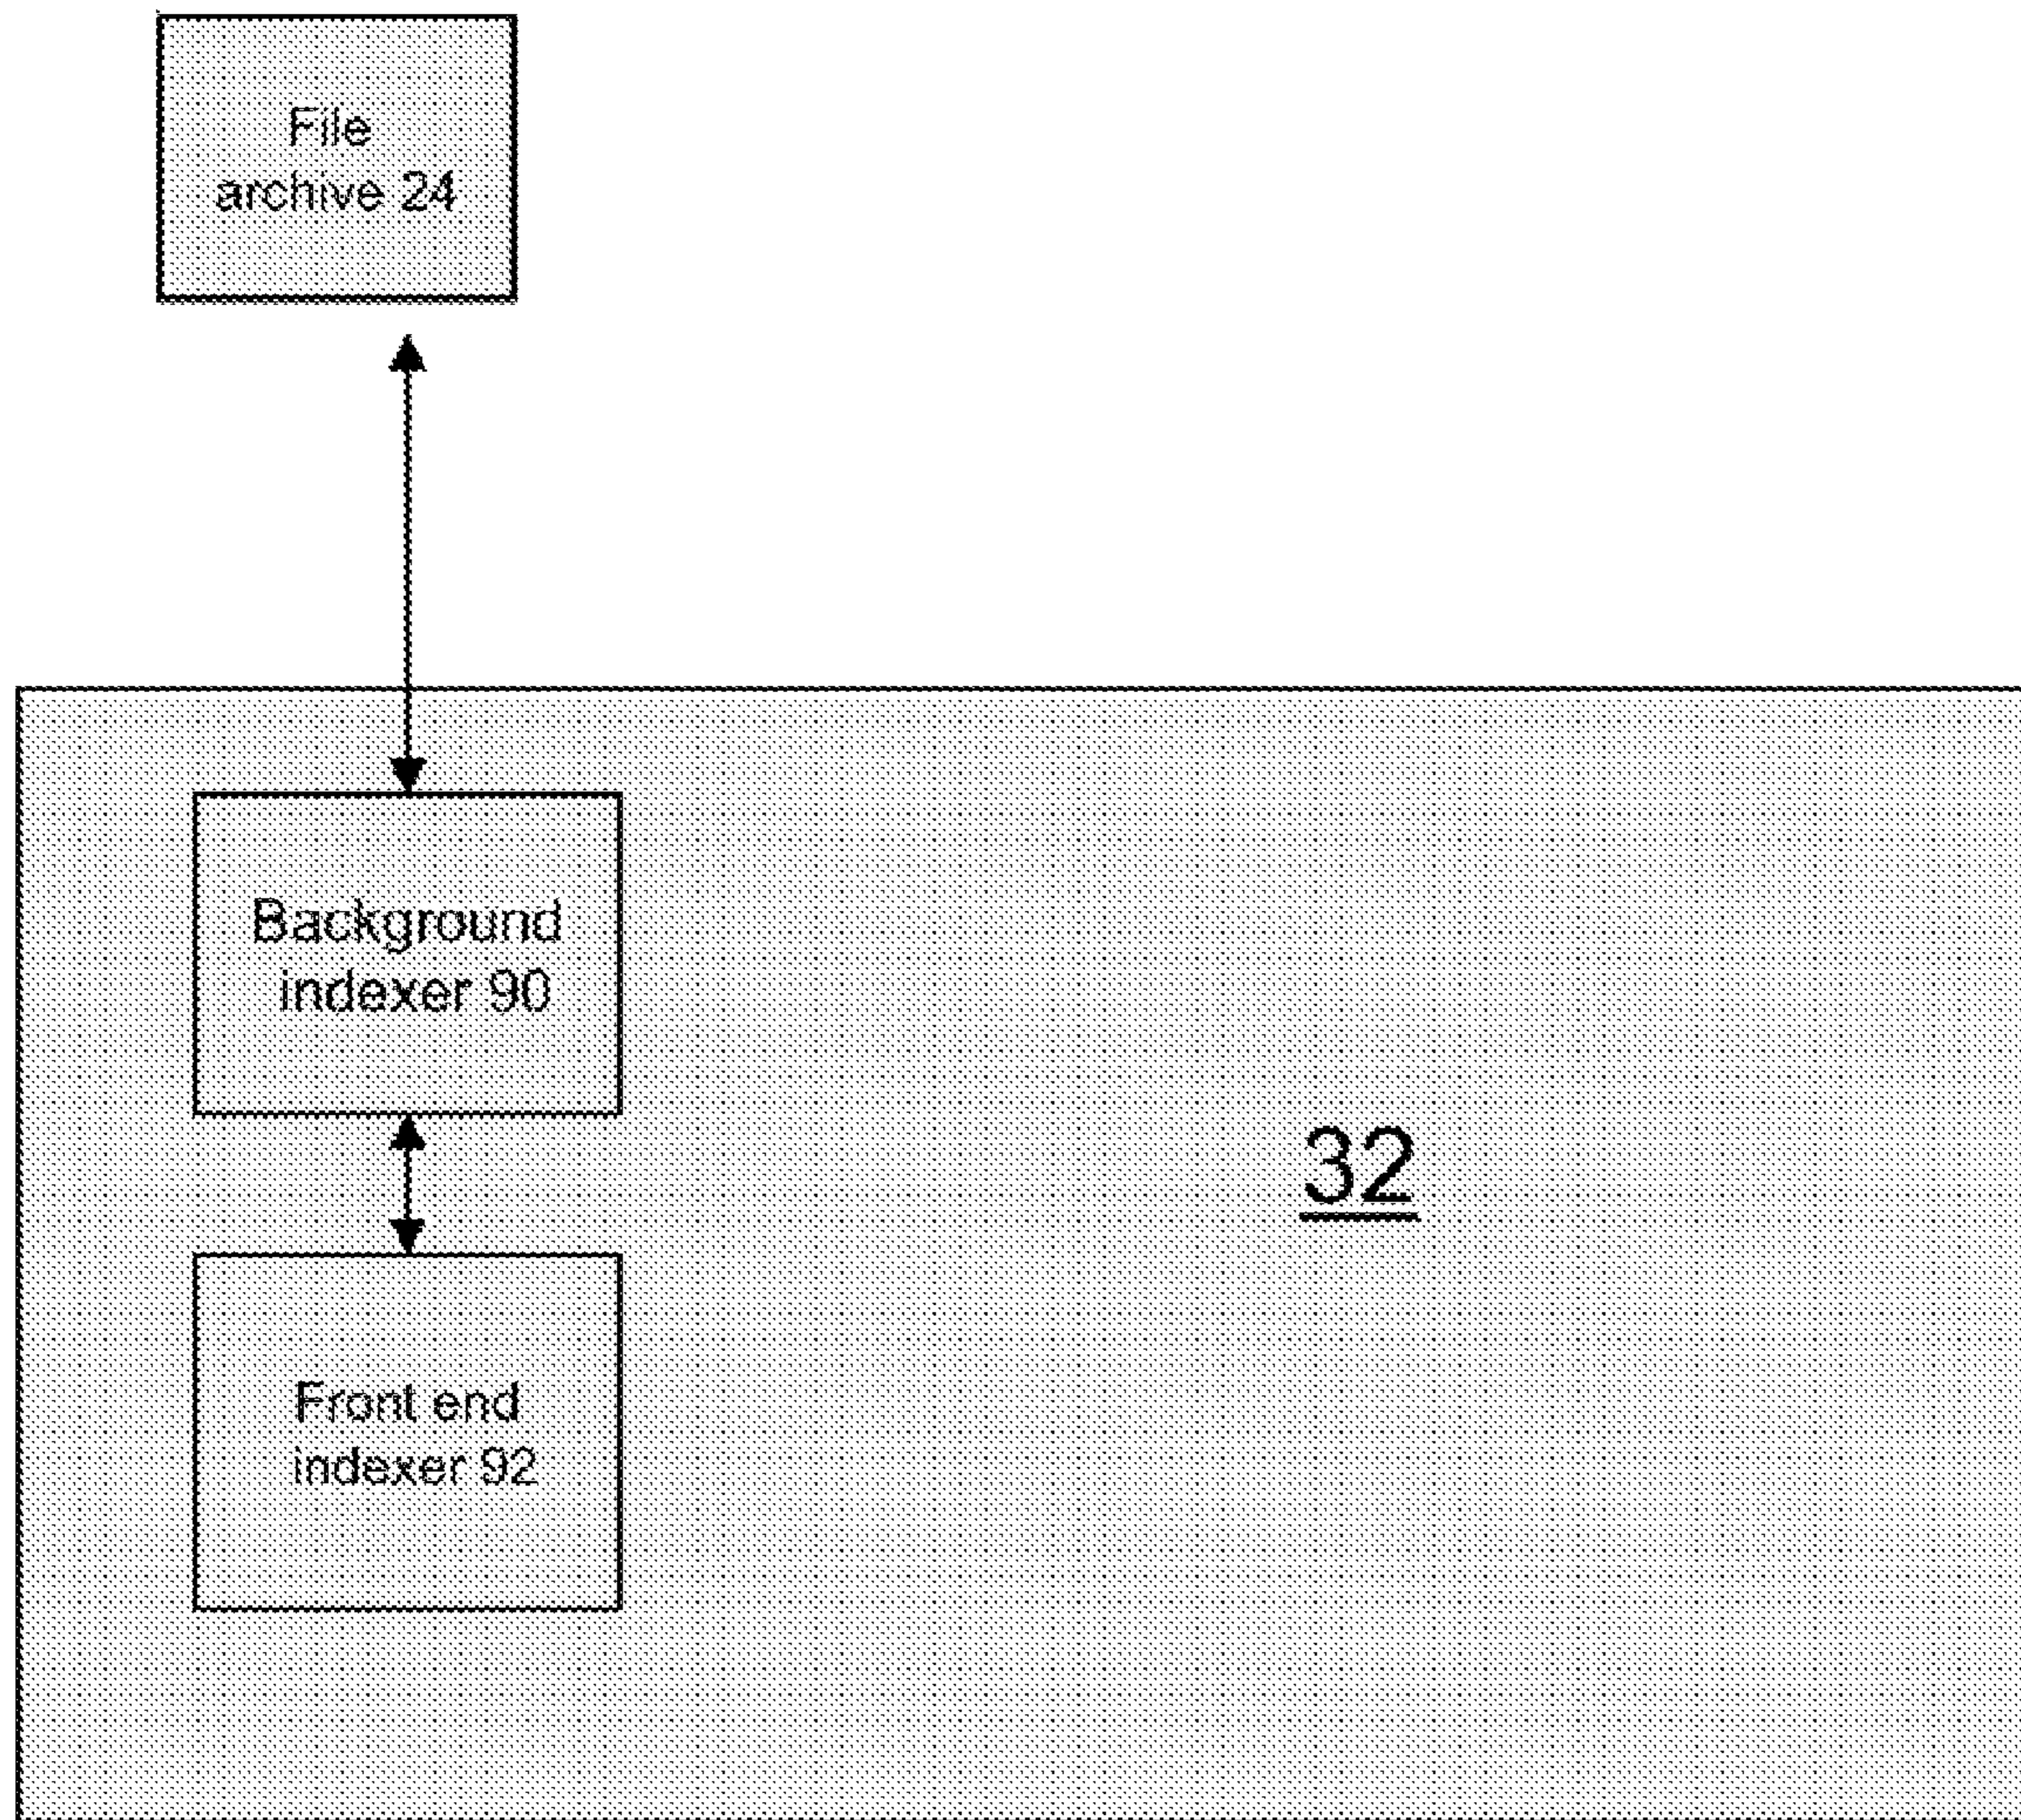 File
archive 24
Background
indexer 90
32
Front end
indexer 92